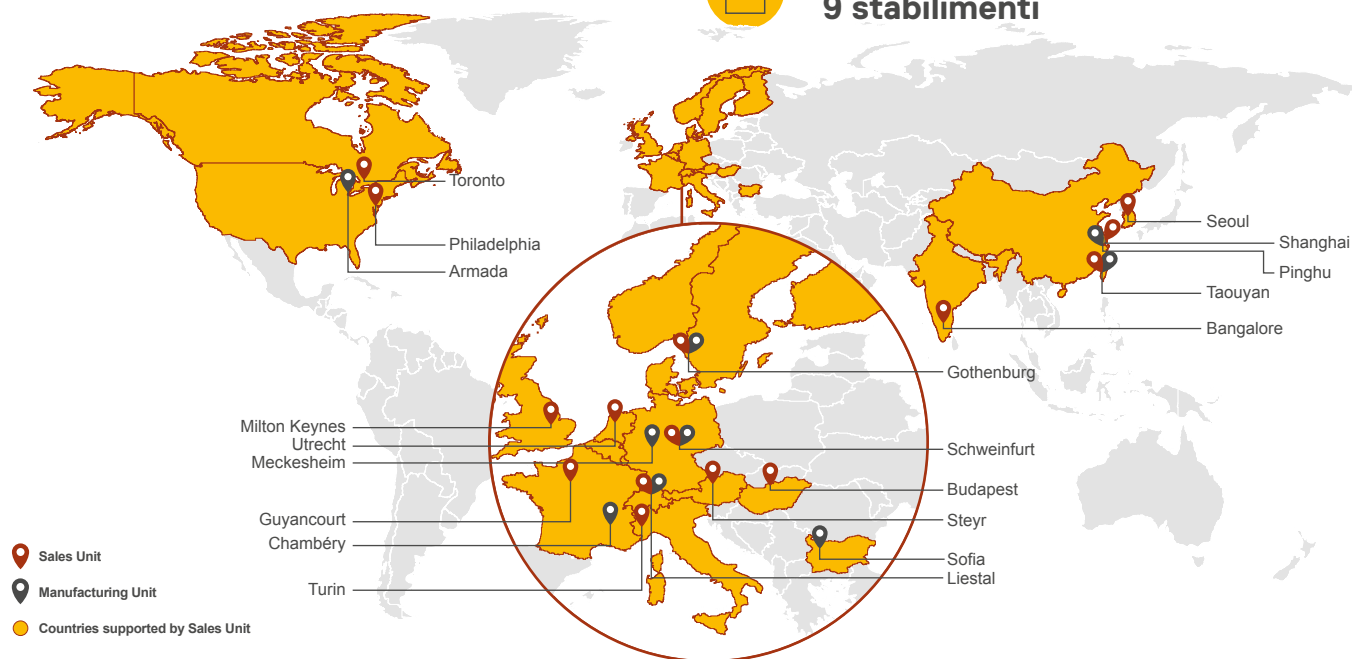 9 stabilimenti
Toronto
Philadelphia
Armada
Seoul
Shanghai
Pinghu
Taouyan
Bangalore
Gothenburg
Milton Keynes
Utrecht
Meckesheim
Schweinfurt
Budapest
Guyancourt
Steyr
Chambéry
Sofia
Liestal
Turin
Sales Unit
Manufacturing Unit
Countries supported by Sales Unit